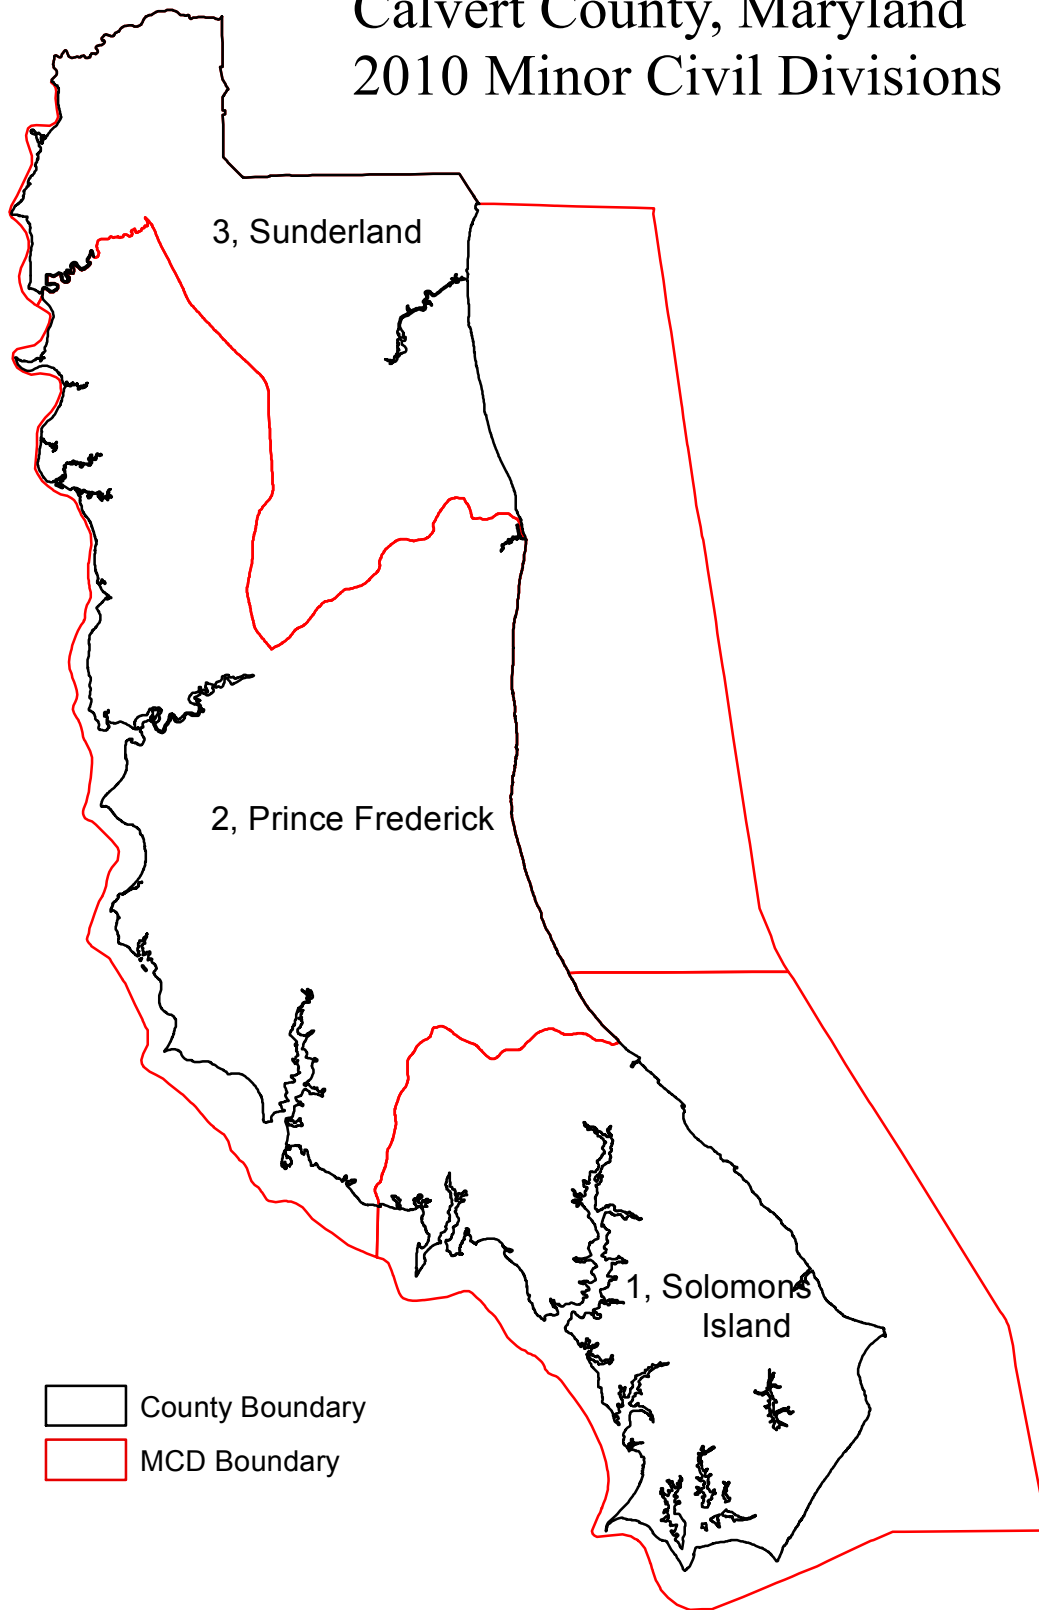 Calvert County, Maryland
2010 Minor Civil Divisions
3, Sunderland
2, Prince Frederick
1, Solomons
Island
County Boundary
MCD Boundary